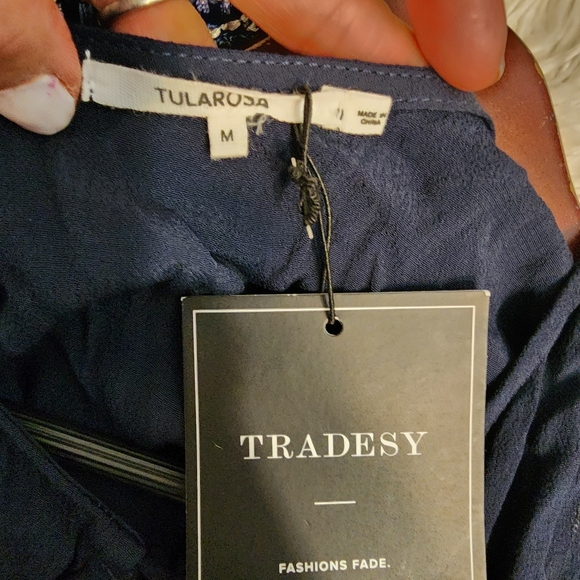 TULAROSA
M
MADE IN
CHINA
TRADESY
FASHIONS FADE.